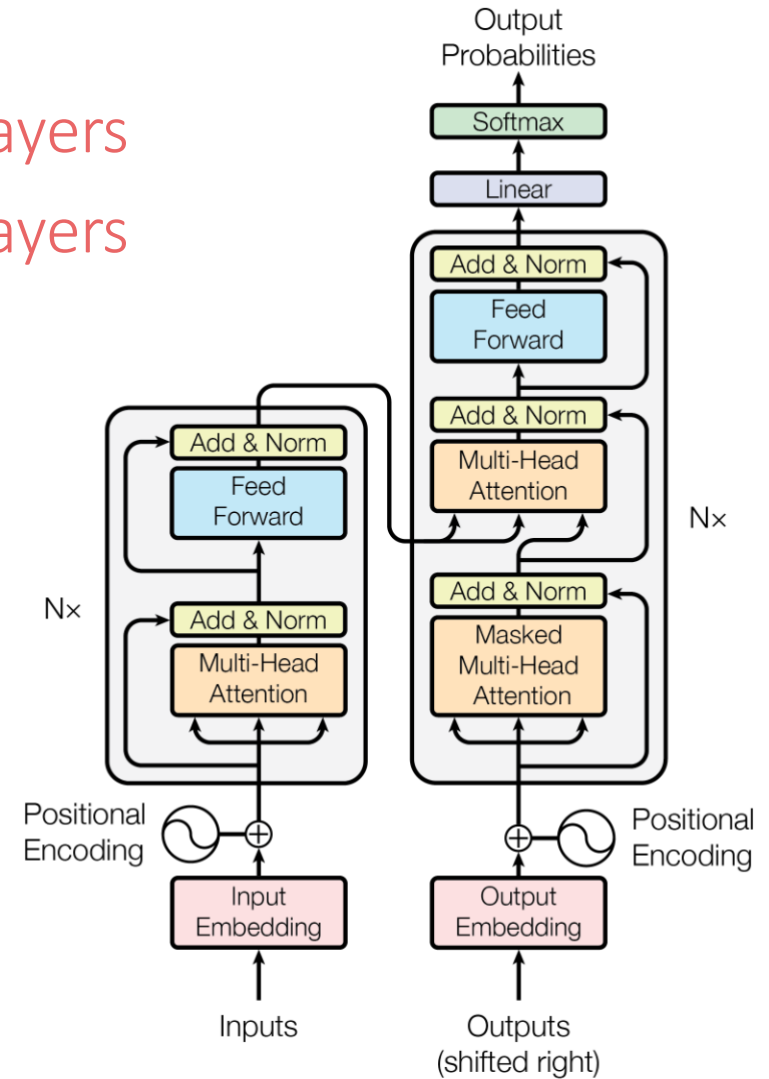 Output
Probabilities
ayers
Softmax
ayers
Linear
Add & Norm
Feed
Forward
Add & Norm
Multi-Head
Attention
Nx
Add & Norm
Masked
Multi-Head
Attention
Add & Norm
Feed
Forward
Nx
Add & Norm
Multi-Head
Attention
Positional
Encoding
Positional
Encoding
Input
Embedding
Output
Embedding
Inputs
Outputs
(shifted right)